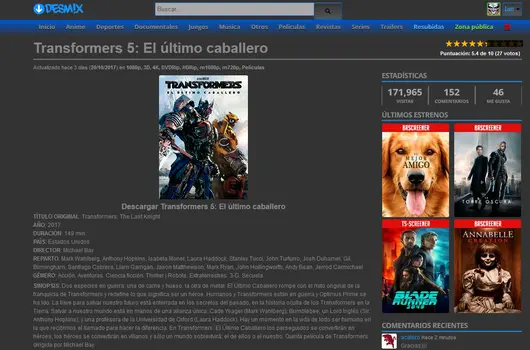 DESMIX
Buscar...
Inicio Anime Deportes Documentales Juegos Música Otros Películas Revistas Series Trailers Resubidas Zona pública
Transformers 5: El último caballero
Puntuación: 5.4 de 10 (27 votos)
Actualizado hace 3 días (20/10/2017) en 1080p, 3D, 4K, DVDRip, HDRip, m1080p, m720p, Películas
TRANSFORMERS
EL ÚLTIMO CABALLERO
Descargar Transformers 5: El último caballero
TÍTULO ORIGINAL: Transformers: The Last Knight
AÑO: 2017
DURACIÓN: 149 min.
PAÍS: Estados Unidos
DIRECTOR: Michael Bay
REPARTO: Mark Wahlberg, Anthony Hopkins, Isabela Moner, Laura Haddock, Stanley Tucci, John Turturro, Josh Duhamel, Gil
Birmingham, Santiago Cabrera, Liam Garrigan, Jason Matthewson, Mark Ryan, John Hollingworth, Andy Bean, Jerrod Carmichael
GÉNERO: Acción, Aventuras, Ciencia ficción, Thriller | Robots, Extraterrestres, 3-D, Secuela
SINOPSIS: Dos especies en guerra: una de carne y hueso, la otra de metal. El Último Caballero rompe con el mito original de la
franquicia de Transformers y redefine lo que significa ser un héroe. Humanos y Transformers están en guerra y Optimus Prime se
ha ido. La llave para salvar nuestro futuro está enterrada en los secretos del pasado, en la historia oculta de los Transformers en la
Tierra. Salvar a nuestro mundo está en manos de una alianza única: Cade Yeager (Mark Wahlberg), Bumblebee, un Lord Inglés (Sir
Anthony Hopkins), y una profesora de la Universidad de Oxford (Laura Haddock). Hay un momento en la vida de todo
que recibimos el llamado para hacer la diferencia. En Transformers: El Último Caballero los perseguidos se convertirán en
héroes, los héroes se convertirán en villanos y sólo un mundo sobrevivirá: el de ellos o el nuestro. Quinta película de Transformers
dirigida por Michael Bay.
ESTADÍSTICAS
171,965 152 46
VISITAS COMENTARIOS ME GUSTA
ÚLTIMOS ESTRENOS
BRSCREENER BRSCREENER
MEJOR
AMIGO
TORRE OSCURA
TS-SCREENER BRSCREENER
BLADE
RUNNER
2049
ANNABELLE
CREATION
COMENTARIOS RECIENTES
hace 2 minutos
Gracias)))